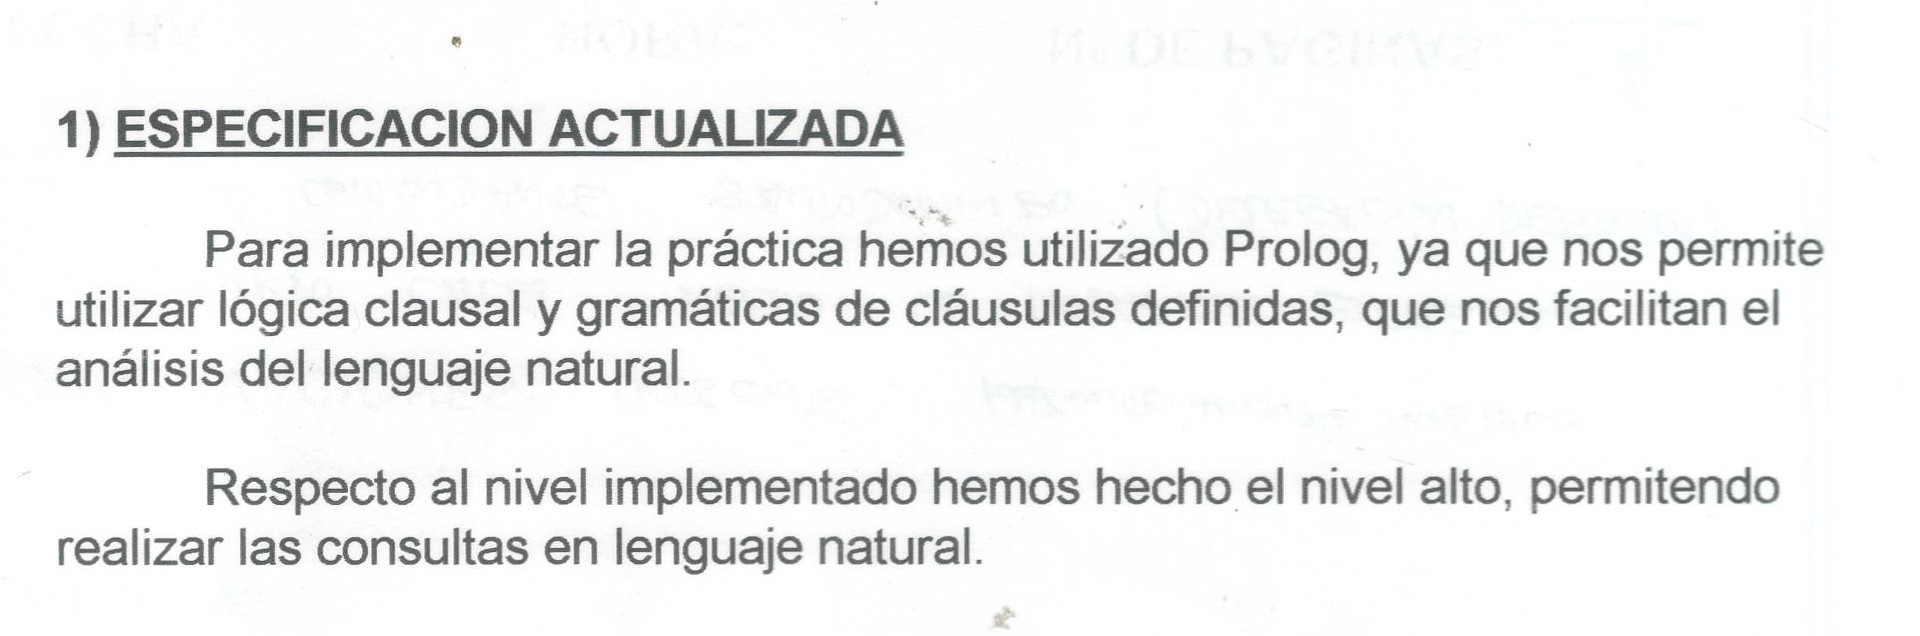 1) ESPECIFICACION ACTUALIZADA
Para implementar la práctica hemos utilizado Prolog, ya que nos permite
utilizar lógica clausal y gramáticas de cláusulas definidas, que nos facilitan el
análisis del lenguaje natural.
Respecto al nivel implementado hemos hecho el nivel alto, permitendo
realizar las consultas en lenguaje natural.